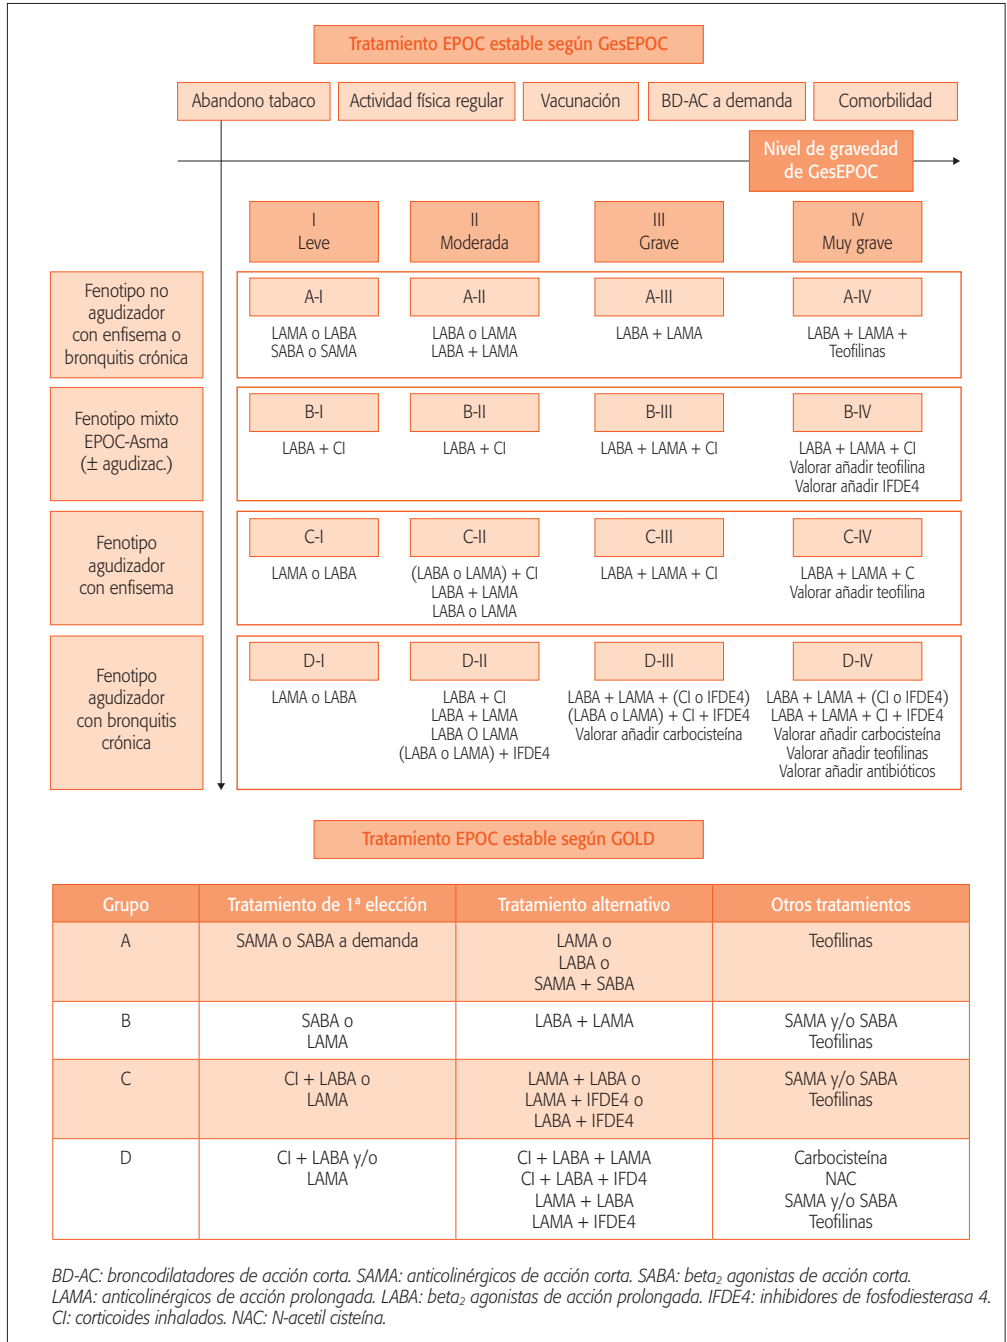 Tratamiento EPOC estable según GesEPOC
Abandono tabaco
Actividad física regular
Vacunación
BD-AC a demanda
Comorbilidad
Nivel de gravedad
de GesEPOC
I
Leve
II
Moderada
III
Grave
IV
Muy grave
Fenotipo no
agudizador
con enfisema o
bronquitis crónica
A-I
LAMA o LABA
SABA o SAMA
A-II
LABA o LAMA
LABA + LAMA
A-III
LABA + LAMA
A-IV
LABA + LAMA +
Teofilinas
Fenotipo mixto
EPOC-Asma
(± agudizac.)
B-I
LABA + CI
B-II
LABA + CI
B-III
LABA + LAMA + CI
B-IV
LABA + LAMA + CI
Valorar añadir teofilina
Valorar añadir IFDE4
Fenotipo
agudizador
con enfisema
C-I
LAMA o LABA
C-II
(LABA o LAMA) + CI
LABA + LAMA
LABA o LAMA
C-III
LABA + LAMA + CI
C-IV
LABA + LAMA + C
Valorar añadir teofilina
Fenotipo
agudizador
con bronquitis
crónica
D-I
LAMA o LABA
D-II
LABA + CI
LABA + LAMA
LABA O LAMA
(LABA o LAMA) + IFDE4
D-III
LABA + LAMA + (CI o IFDE4)
(LABA o LAMA) + CI + IFDE4
Valorar añadir carbocisteína
D-IV
LABA + LAMA + (CI o IFDE4)
LABA + LAMA + CI + IFDE4
Valorar añadir carbocisteína
Valorar añadir teofilinas
Valorar añadir antibióticos
Tratamiento EPOC estable según GOLD
Grupo
Tratamiento de 1ª elección
Tratamiento alternativo
Otros tratamientos
A
SAMA o SABA a demanda
LAMA o
LABA o
SAMA + SABA
Teofilinas
B
SABA o
LAMA
LABA + LAMA
SAMA y/o SABA
Teofilinas
C
CI + LABA o
LAMA
LAMA + LABA o
LAMA + IFDE4 o
LABA + IFDE4
SAMA y/o SABA
Teofilinas
D
CI + LABA y/o
LAMA
CI + LABA + LAMA
CI + LABA + IFD4
LAMA + LABA
LAMA + IFDE4
Carbocisteína
NAC
SAMA y/o SABA
Teofilinas
BD-AC: broncodilatadores de acción corta. SAMA: anticolinérgicos de acción corta. SABA: beta₂ agonistas de acción corta.
LAMA: anticolinérgicos de acción prolongada. LABA: beta₂ agonistas de acción prolongada. IFDE4: inhibidores de fosfodiesterasa 4.
CI: corticoides inhalados. NAC: N-acetil cisteína.